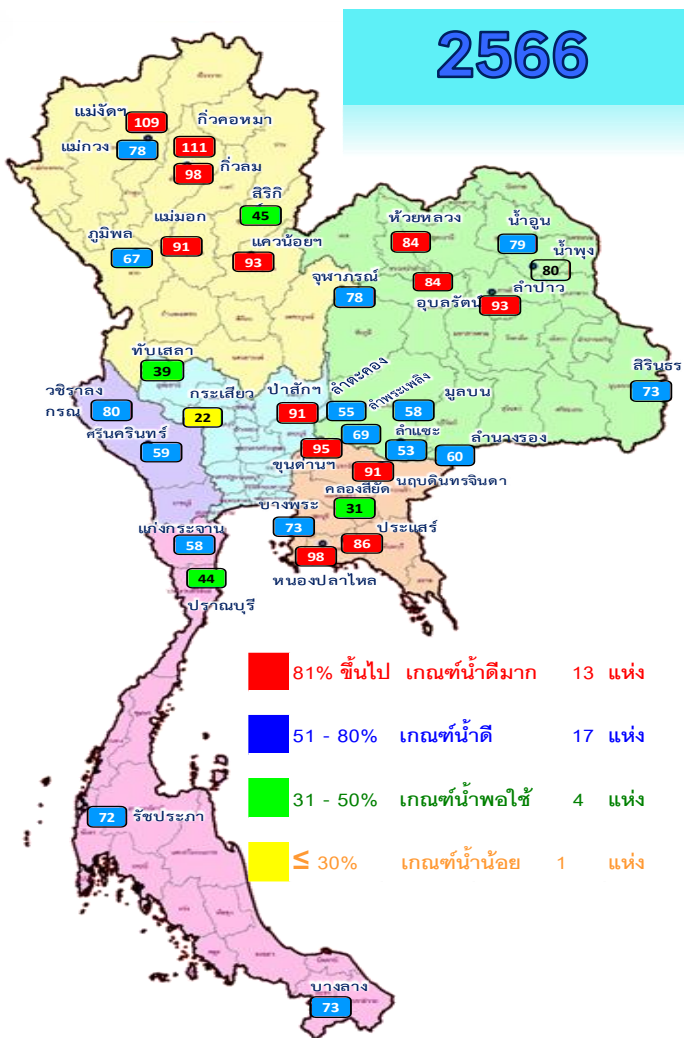 2566
แม่งัดฯ
109
กิ่วคอหมา
แม่กวง
78
111
กิ่วลม
98
สิริกิ
45
ภูมิพล
67
แม่มอก
91
แควน้อยฯ
93
ห้วยหลวง
84
น้ำอูน
79
น้ำพุง
80
จุฬาภรณ์
78
84
อุบลรัตน์
ลำปาว
93
สิรินธร
73
ทับเสลา
39
วชิราลง
กรณ
80
กระเสียว
22
ป่าสักฯ
91
ลำตะคอง
55
ลำพระเพลิง
69
มูลบน
58
ลำแซะ
53
ลำนางรอง
60
ศรีนครินทร์
59
95
ขุนด่านฯ
91
นฤบดินทรจินดา
คลองสียัด
31
บางพระ
73
ประแสร์
86
98
หนองปลาไหล
แก่งกระจาน
58
44
ปราณบุรี
81% ขึ้นไป เกณฑ์น้ำดีมาก 13 แห่ง
51 - 80% เกณฑ์น้ำดี 17 แห่ง
31 - 50% เกณฑ์น้ำพอใช้ 4 แห่ง
≤ 30% เกณฑ์น้ำน้อย 1 แห่ง
72 รัชประภา
บางลาง
73